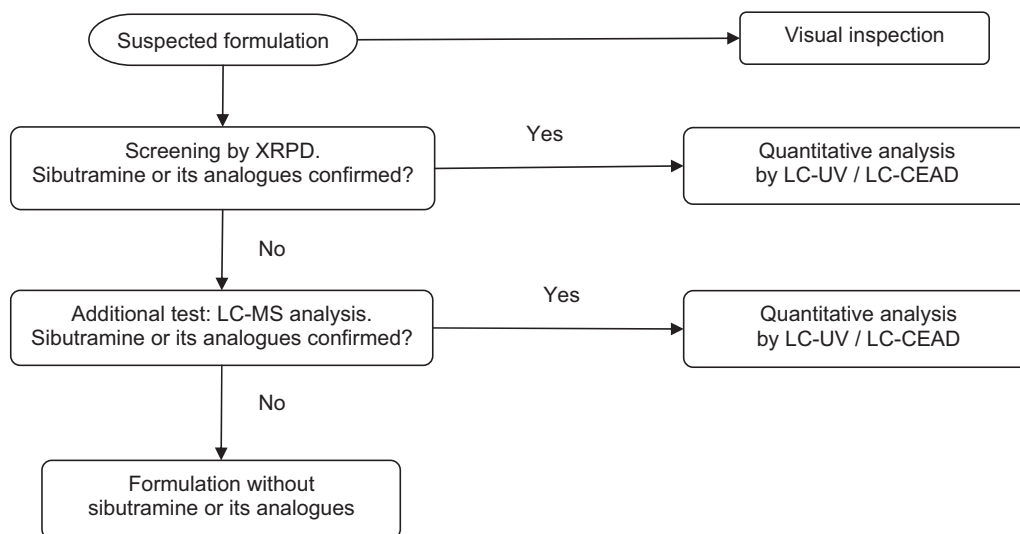 Suspected formulation
Visual inspection
Screening by XRPD.
Sibutramine or its analogues confirmed?
Yes
Quantitative analysis
by LC-UV / LC-CEAD
No
Additional test: LC-MS analysis.
Sibutramine or its analogues confirmed?
Yes
Quantitative analysis
by LC-UV / LC-CEAD
No
Formulation without
sibutramine or its analogues